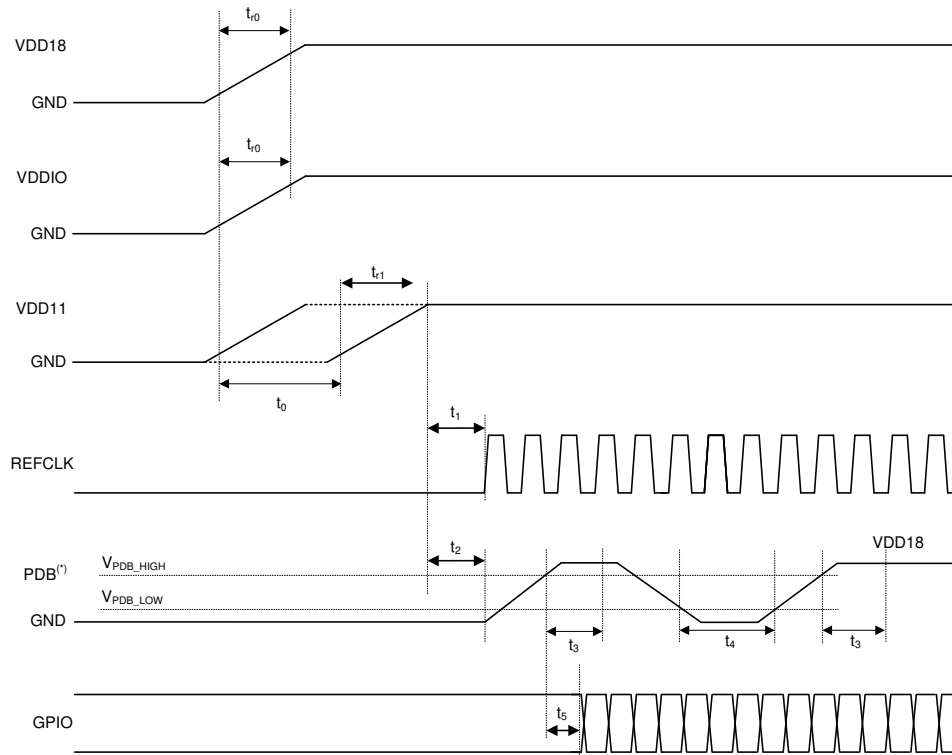 t_r0
VDD18
GND
t_r0
VDDIO
GND
t_r1
VDD11
GND
t_0
t_1
REFCLK
t_2
VDD18
V_PDB_HIGH
PDB(*)
V_PDB_LOW
GND
t_3
t_4
t_3
t_5
GPIO